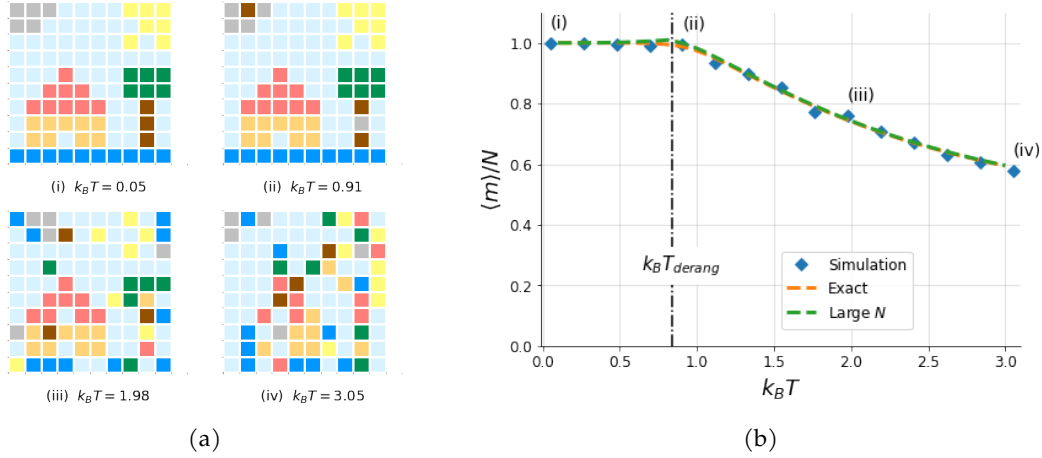 (i) k_BT = 0.05
(ii) k_BT = 0.91
(iii) k_BT = 1.98
(iv) k_BT = 3.05
(a)
⟨m⟩/N
1.0
0.8
0.6
0.4
0.2
0.0
(i)
(ii)
(iii)
(iv)
k_BT_derang
Simulation
Exact
Large N
0.0
0.5
1.0
1.5
2.0
2.5
3.0
k_BT
(b)